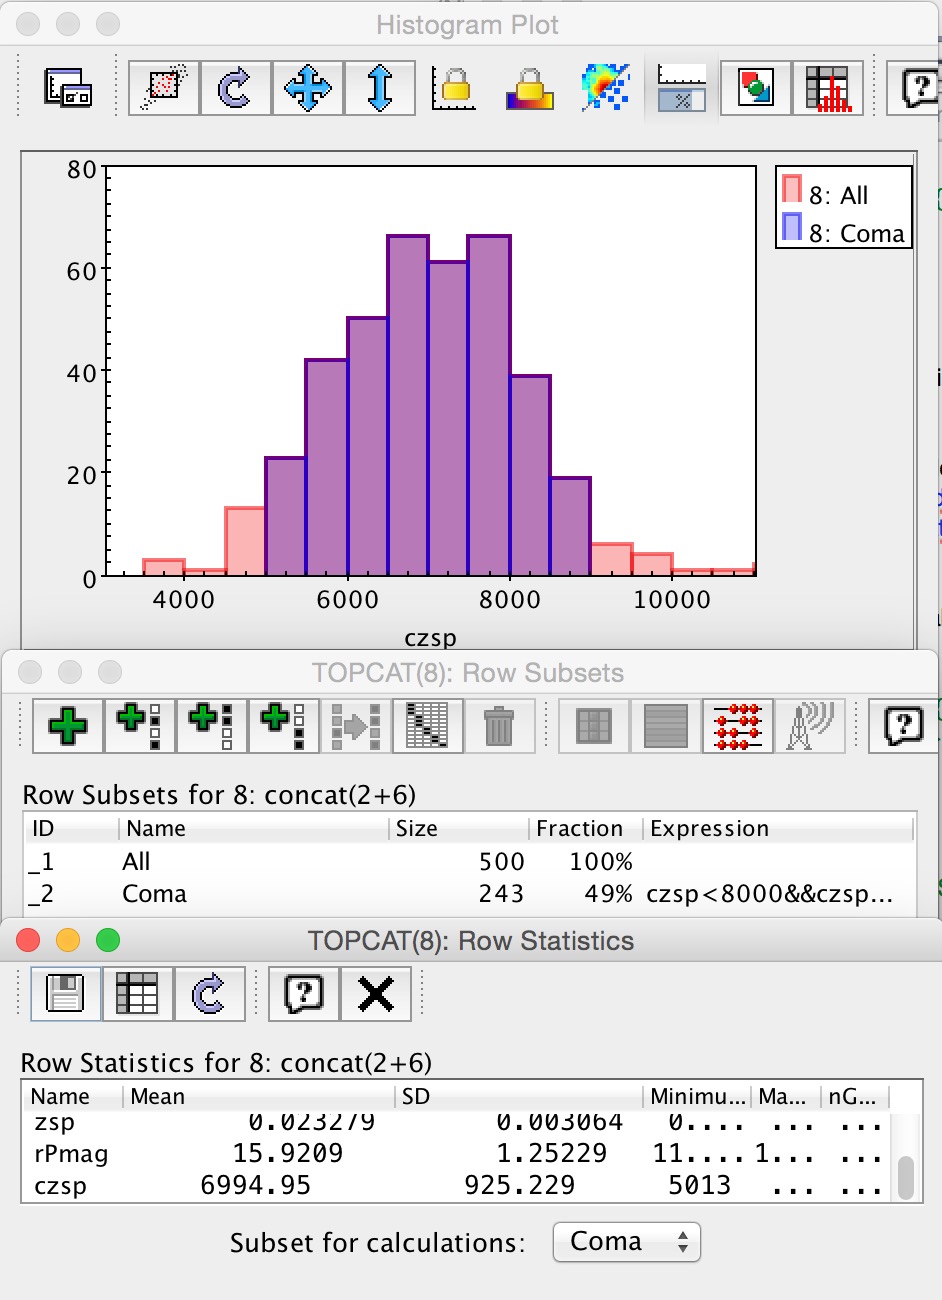 Histogram Plot
80
60
40
20
0
4000 6000 8000 10000
czsp
8: All
8: Coma
TOPCAT(8): Row Subsets
Row Subsets for 8: concat(2+6)
ID Name Size Fraction Expression
_1 All 500 100%
_2 Coma 243 49% czsp<8000&&czsp...
TOPCAT(8): Row Statistics
Row Statistics for 8: concat(2+6)
Name Mean SD Minimu... Ma... nG...
zsp 0.023279 0.003064 0.... ... ...
rPmag 15.9209 1.25229 11.... 1... ...
czsp 6994.95 925.229 5013 ... ...
Subset for calculations: Coma